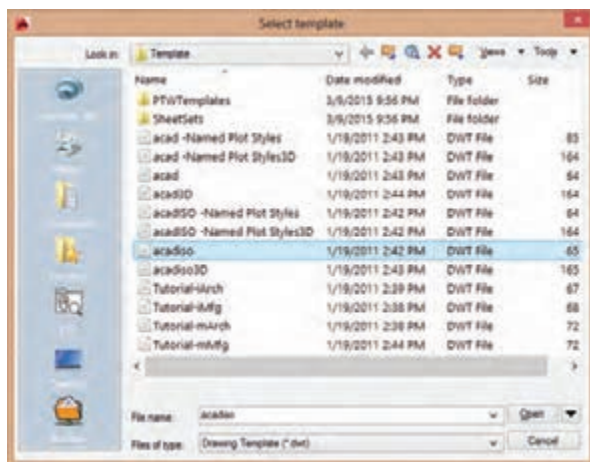 Select template
Look in: Template Views Tools
Name Date modified Type Size
PTWTemplates 3/9/2015 9:56 PM File folder
SheetSets 3/9/2015 9:56 PM File folder
acad -Named Plot Styles 1/19/2011 2:43 PM DWT File 65
acad -Named Plot Styles3D 1/19/2011 2:43 PM DWT File 164
acad 1/19/2011 2:43 PM DWT File 64
acad3D 1/19/2011 2:44 PM DWT File 164
acadISO -Named Plot Styles 1/19/2011 2:42 PM DWT File 64
acadISO -Named Plot Styles3D 1/19/2011 2:42 PM DWT File 164
acadiso 1/19/2011 2:42 PM DWT File 65
acadiso3D 1/19/2011 2:43 PM DWT File 165
Tutorial-iArch 1/19/2011 2:39 PM DWT File 67
Tutorial-iMfg 1/19/2011 2:38 PM DWT File 68
Tutorial-mArch 1/19/2011 2:38 PM DWT File 72
Tutorial-mMfg 1/19/2011 2:44 PM DWT File 72
File name: acadiso Open
Files of type: Drawing Template (*.dwt) Cancel